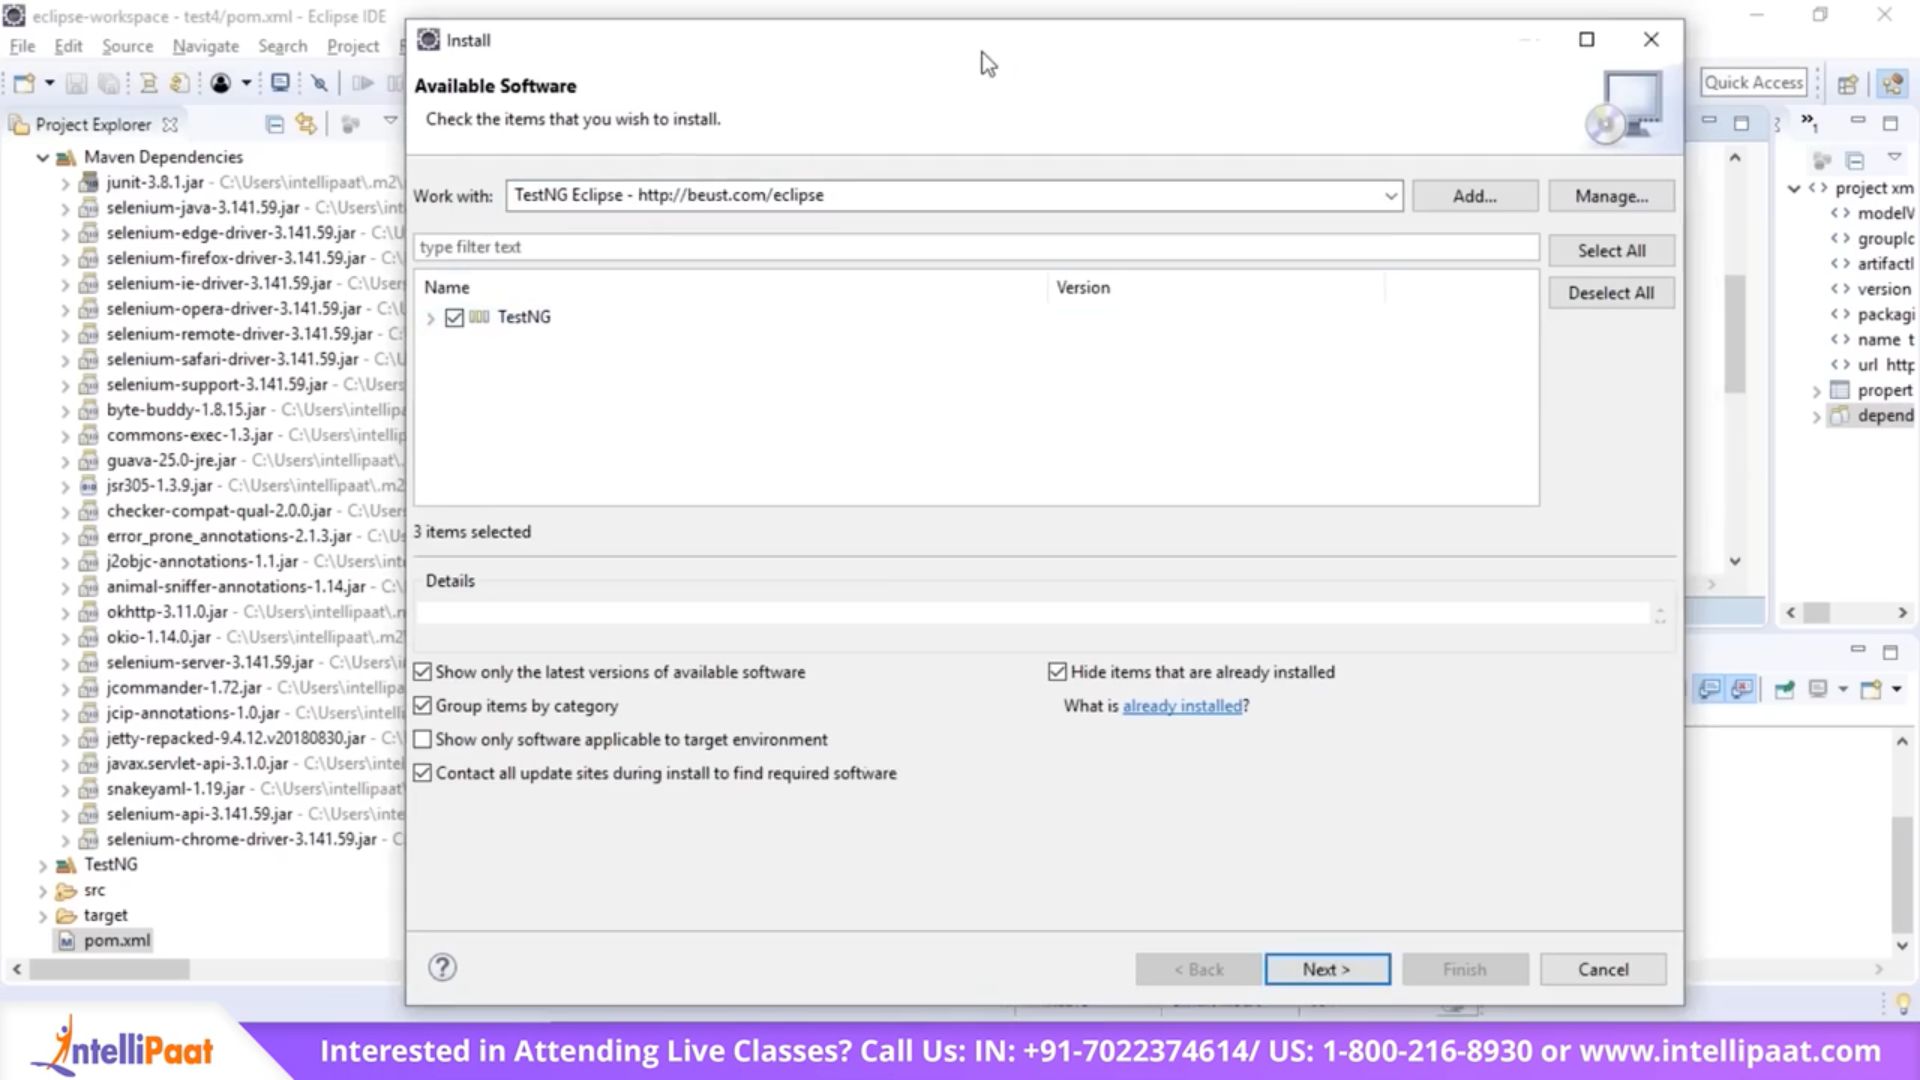 eclipse-workspace - test4/pom.xml - Eclipse IDE
File Edit Source Navigate Search Project
Quick Access
Project Explorer
Maven Dependencies
junit-3.8.1.jar - C:\Users\intellipaat\.m2\
selenium-java-3.141.59.jar - C:\Users
selenium-edge-driver-3.141.59.jar - C:\U
selenium-firefox-driver-3.141.59.jar - C:
selenium-ie-driver-3.141.59.jar - C:\User
selenium-opera-driver-3.141.59.jar - C:\
selenium-remote-driver-3.141.59.jar - C
selenium-safari-driver-3.141.59.jar - C:\
selenium-support-3.141.59.jar - C:\Users
byte-buddy-1.8.15.jar - C:\Users\intellip
commons-exec-1.3.jar - C:\Users\intellip
guava-25.0-jre.jar - C:\Users\intellipaat\.
jsr305-1.3.9.jar - C:\Users\intellipaat\.m2
checker-compat-qual-2.0.0.jar - C:\Users
error_prone_annotations-2.1.3.jar - C:\Us
j2objc-annotations-1.1.jar - C:\Users\inte
animal-sniffer-annotations-1.14.jar - C:\
okhttp-3.11.0.jar - C:\Users\intellipaat\.r
okio-1.14.0.jar - C:\Users\intellipaat\.m2\
selenium-server-3.141.59.jar - C:\Users\i
jcommander-1.72.jar - C:\Users\intellipa
jcip-annotations-1.0.jar - C:\Users\intelli
jetty-repacked-9.4.12.v20180830.jar - C:\
javax.servlet-api-3.1.0.jar - C:\Users\inte
snakeyaml-1.19.jar - C:\Users\intellipaat\
selenium-api-3.141.59.jar - C:\Users\inte
selenium-chrome-driver-3.141.59.jar - C
TestNG
src
target
pom.xml
Install
Available Software
Check the items that you wish to install.
Work with: TestNG Eclipse - http://beust.com/eclipse Add... Manage...
type filter text Select All
Name Version Deselect All
TestNG
3 items selected
Details
Show only the latest versions of available software Hide items that are already installed
Group items by category What is already installed?
Show only software applicable to target environment
Contact all update sites during install to find required software
< Back Next > Finish Cancel
project xm
modelV
groupIc
artifactI
version
packagi
name t
url http
propert
depend
IntelliPaat
Interested in Attending Live Classes? Call Us: IN: +91-7022374614/ US: 1-800-216-8930 or www.intellipaat.com